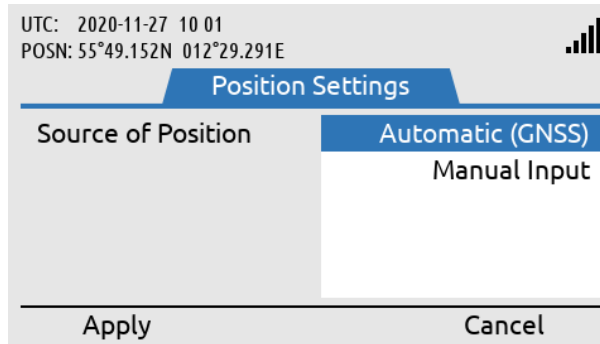 UTC: 2020-11-27 10 01
POSN: 55°49.152N 012°29.291E
Position Settings
Source of Position Automatic (GNSS)
Manual Input
Apply Cancel